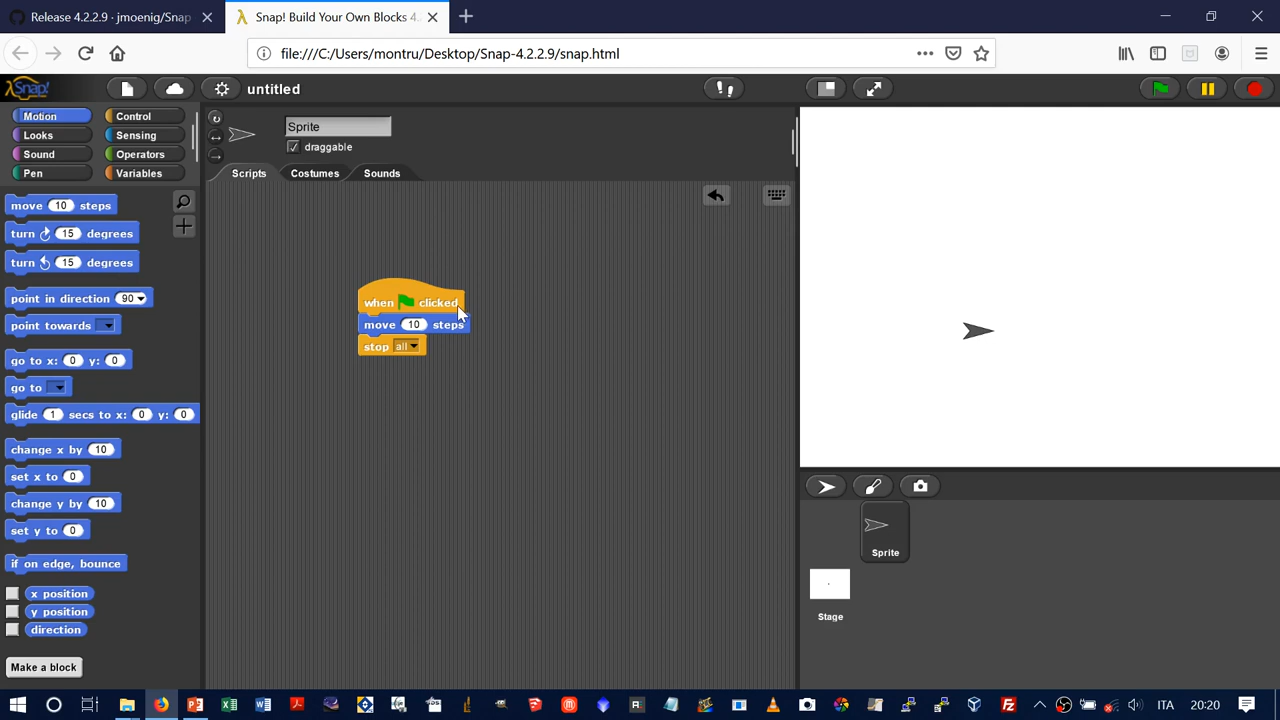 Release 4.2.2.9 · jmoenig/Snap
Snap! Build Your Own Blocks 4.
file:///C:/Users/montru/Desktop/Snap-4.2.2.9/snap.html
Snap!
untitled
Motion
Control
Looks
Sensing
Sound
Operators
Pen
Variables
Sprite
draggable
Scripts
Costumes
Sounds
move 10 steps
turn 15 degrees
turn 15 degrees
point in direction 90
point towards
go to x: 0 y: 0
go to
glide 1 secs to x: 0 y: 0
change x by 10
set x to 0
change y by 10
set y to 0
if on edge, bounce
x position
y position
direction
Make a block
when clicked
move 10 steps
stop all
Sprite
Stage
ITA
20:20